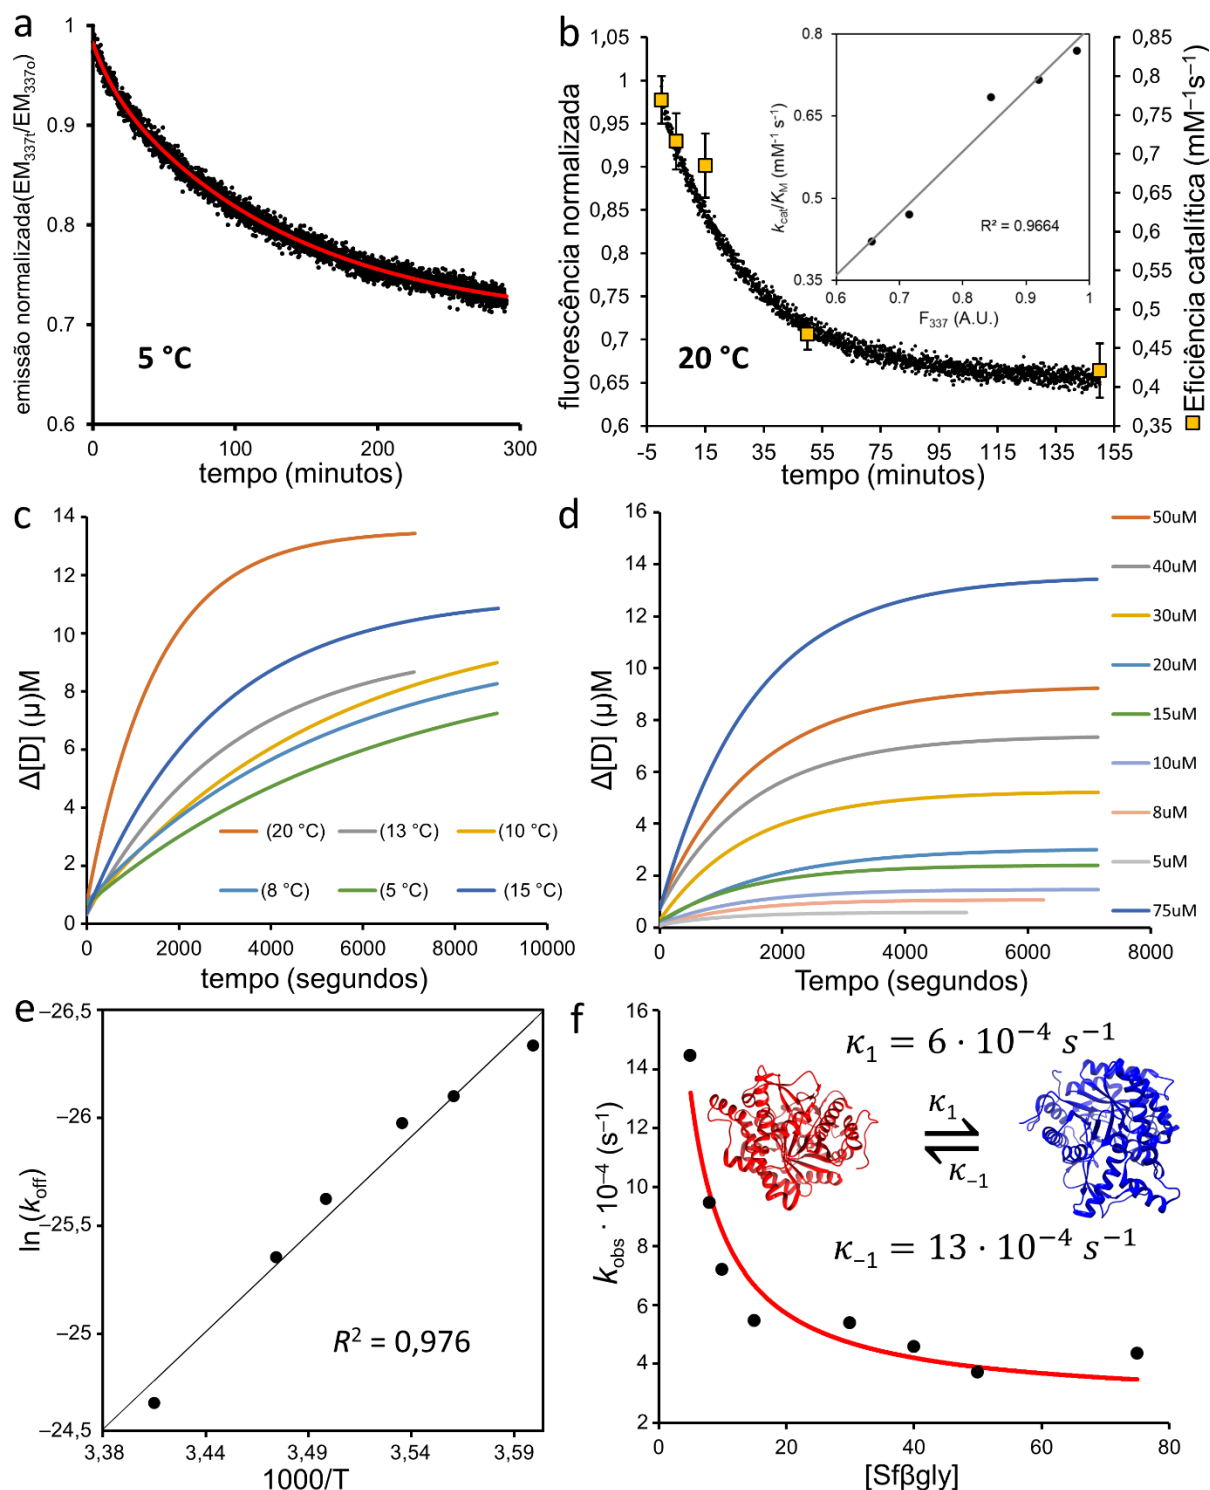 a
emissão normalizada(EM₃₃₇t/EM₃₃₇₀)
1
0.9
0.8
0.7
0.6
5 °C
0
100
200
300
tempo (minutos)
b
fluorescência normalizada
1,05
1
0,95
0,9
0,85
0,8
0,75
0,7
0,65
0,6
20 °C
-5
15
35
55
75
95
115
135
155
tempo (minutos)
0,85
0,8
0,75
0,7
0,65
0,6
0,55
0,5
0,45
0,4
0,35
Eficiência catalítica (mM⁻¹s⁻¹)
kcat/KM (mM⁻¹ s⁻¹)
0.8
0.65
0.5
0.35
R² = 0.9664
0.6
0.7
0.8
0.9
1
F₃₃₇ (A.U.)
c
Δ[D] (μ)M
14
12
10
8
6
4
2
0
(20 °C) (13 °C) (10 °C)
(8 °C) (5 °C) (15 °C)
0
2000
4000
6000
8000
10000
tempo (segundos)
d
Δ[D] (μ)M
16
14
12
10
8
6
4
2
0
0
2000
4000
6000
8000
Tempo (segundos)
50uM
40uM
30uM
20uM
15uM
10uM
8uM
5uM
75uM
e
ln (koff)
−26,5
−26
−25,5
−25
−24,5
R² = 0,976
3,38
3,44
3,49
3,54
3,59
1000/T
f
kobs · 10⁻⁴ (s⁻¹)
16
14
12
10
8
6
4
2
κ₁ = 6 · 10⁻⁴ s⁻¹
κ₁
κ₋₁
κ₋₁ = 13 · 10⁻⁴ s⁻¹
0
20
40
60
80
[Sfβgly]